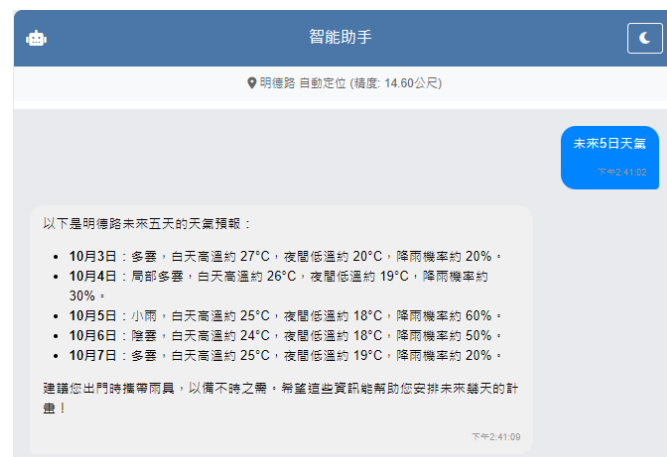 智能助手
明德路 自動定位 (精度: 14.60公尺)
未來5日天氣
下午2:41:02
以下是明德路未來五天的天氣預報：
• 10月3日：多雲，白天高溫約 27°C，夜間低溫約 20°C，降雨機率約 20%。
• 10月4日：局部多雲，白天高溫約 26°C，夜間低溫約 19°C，降雨機率約
30%。
• 10月5日：小雨，白天高溫約 25°C，夜間低溫約 18°C，降雨機率約 60%。
• 10月6日：陰雲，白天高溫約 24°C，夜間低溫約 18°C，降雨機率約 50%。
• 10月7日：多雲，白天高溫約 25°C，夜間低溫約 19°C，降雨機率約 20%。
建議您出門時攜帶雨具，以備不時之需。希望這些資訊能幫助您安排未來幾天的計
畫！
下午2:41:09